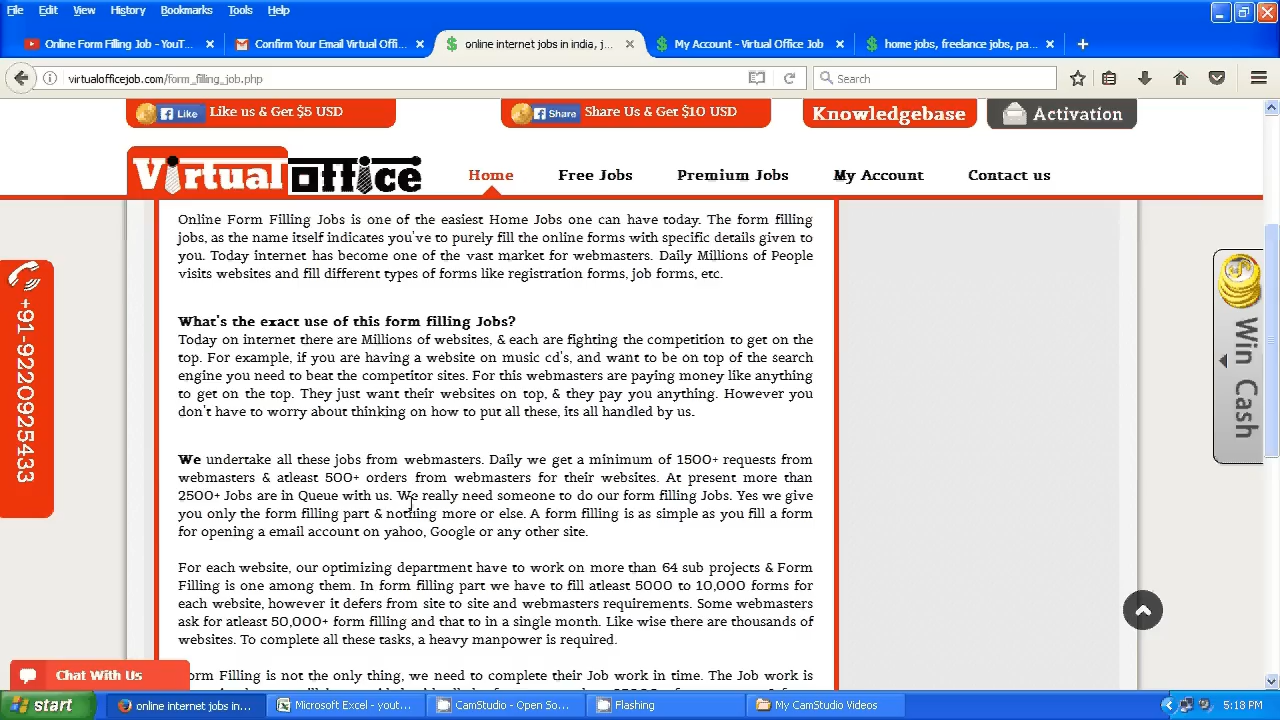 File Edit View History Bookmarks Tools Help
Online Form Filling Job - YouT... Confirm Your Email Virtual Offi... online internet jobs in india, j... My Account - Virtual Office Job home jobs, freelance jobs, pa...
virtualofficejob.com/form_filling_job.php Search
Like Like us & Get $5 USD Share Share Us & Get $10 USD Knowledgebase Activation
Virtual office Home Free Jobs Premium Jobs My Account Contact us
Online Form Filling Jobs is one of the easiest Home Jobs one can have today. The form filling
jobs, as the name itself indicates you've to purely fill the online forms with specific details given to
you. Today internet has become one of the vast market for webmasters. Daily Millions of People
visits websites and fill different types of forms like registration forms, job forms, etc.
What's the exact use of this form filling Jobs?
Today on internet there are Millions of websites, & each are fighting the competition to get on the
top. For example, if you are having a website on music cd's, and want to be on top of the search
engine you need to beat the competitor sites. For this webmasters are paying money like anything
to get on the top. They just want their websites on top, & they pay you anything. However you
don't have to worry about thinking on how to put all these, its all handled by us.
We undertake all these jobs from webmasters. Daily we get a minimum of 1500+ requests from
webmasters & atleast 500+ orders from webmasters for their websites. At present more than
2500+ Jobs are in Queue with us. We really need someone to do our form filling Jobs. Yes we give
you only the form filling part & nothing more or else. A form filling is as simple as you fill a form
for opening a email account on yahoo, Google or any other site.
For each website, our optimizing department have to work on more than 64 sub projects & Form
Filling is one among them. In form filling part we have to fill atleast 5000 to 10,000 forms for
each website, however it defers from site to site and webmasters requirements. Some webmasters
ask for atleast 50,000+ form filling and that to in a single month. Like wise there are thousands of
websites. To complete all these tasks, a heavy manpower is required.
Form Filling is not the only thing, we need to complete their Job work in time. The Job work is
+91-9220925433
Win Cash
Chat With Us
start online internet jobs in... Microsoft Excel - yout... CamStudio - Open So... Flashing My CamStudio Videos 5:18 PM